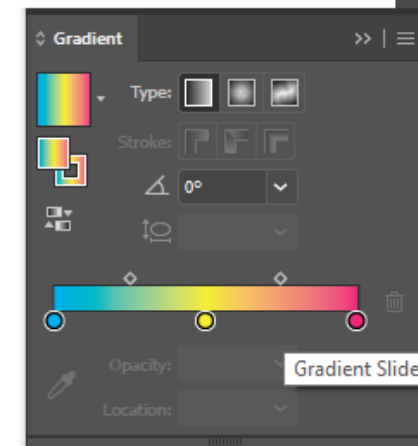 Gradient
Type:
Stroke:
0°
Opacity:
Gradient Slide
Location: